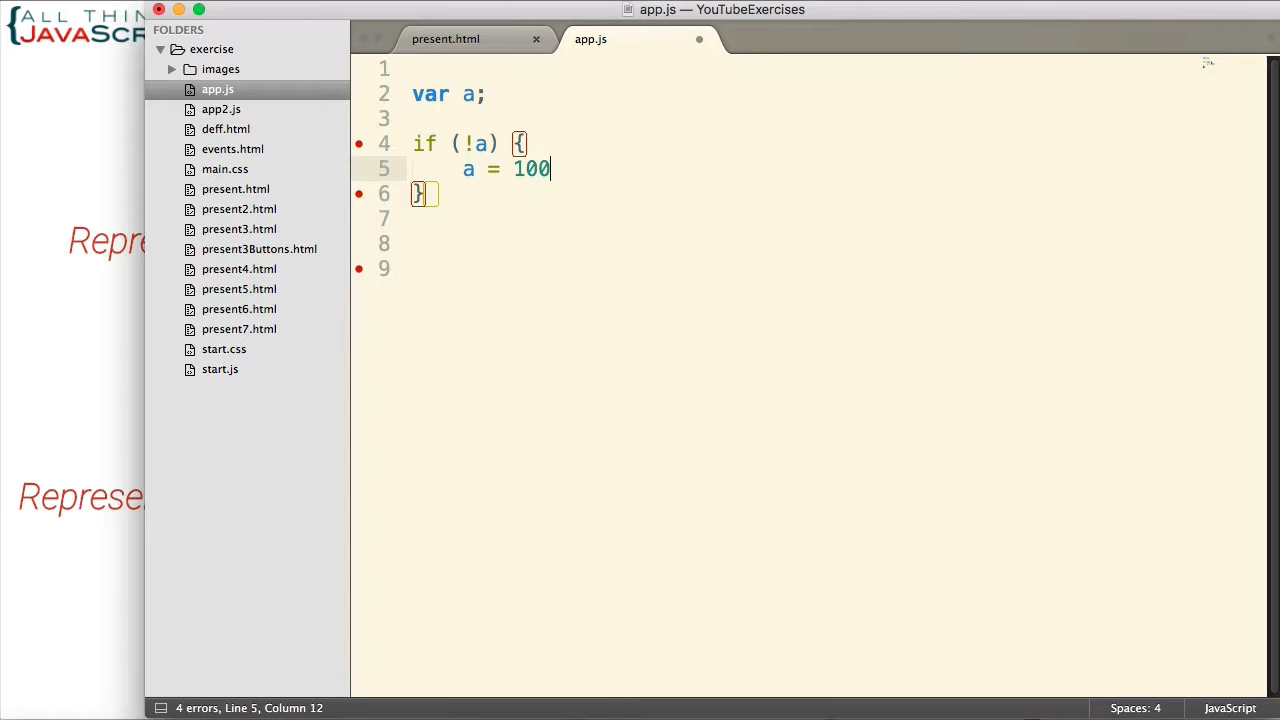 {ALL THIN
JAVASCR
Repre
Represe
app.js — YouTubeExercises
FOLDERS
exercise
images
app.js
app2.js
deff.html
events.html
main.css
present.html
present2.html
present3.html
present3Buttons.html
present4.html
present5.html
present6.html
present7.html
start.css
start.js
present.html ×
app.js
1
2 var a;
3
4 if (!a) {
5 a = 100
6 }
7
8
9
4 errors, Line 5, Column 12
Spaces: 4
JavaScript